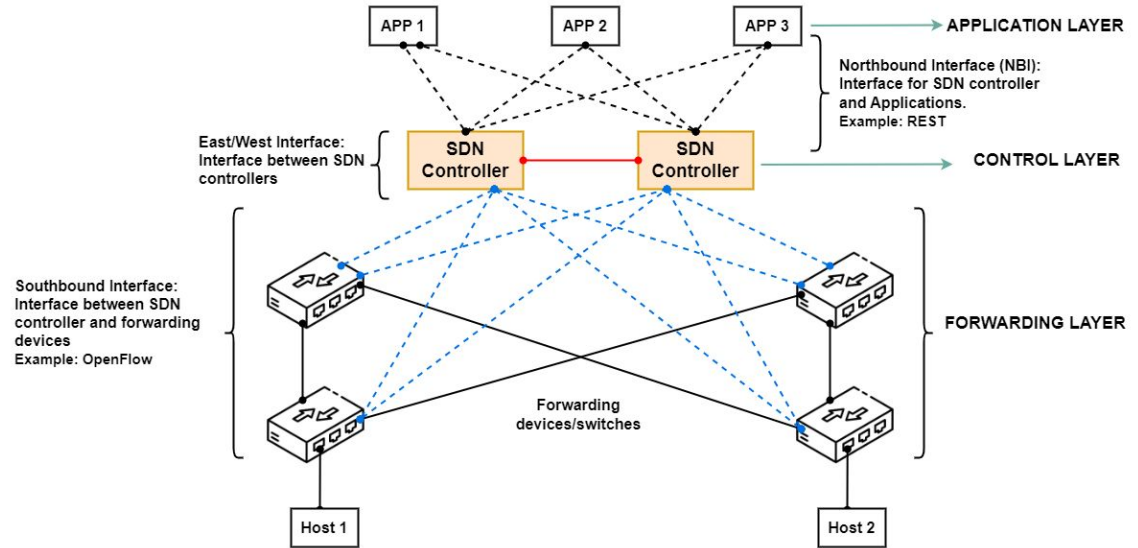 APP 1
APP 2
APP 3
APPLICATION LAYER
Northbound Interface (NBI):
Interface for SDN controller
and Applications.
Example: REST
East/West Interface:
Interface between SDN
controllers
SDN
Controller
SDN
Controller
CONTROL LAYER
Southbound Interface:
Interface between SDN
controller and forwarding
devices
Example: OpenFlow
FORWARDING LAYER
Forwarding
devices/switches
Host 1
Host 2